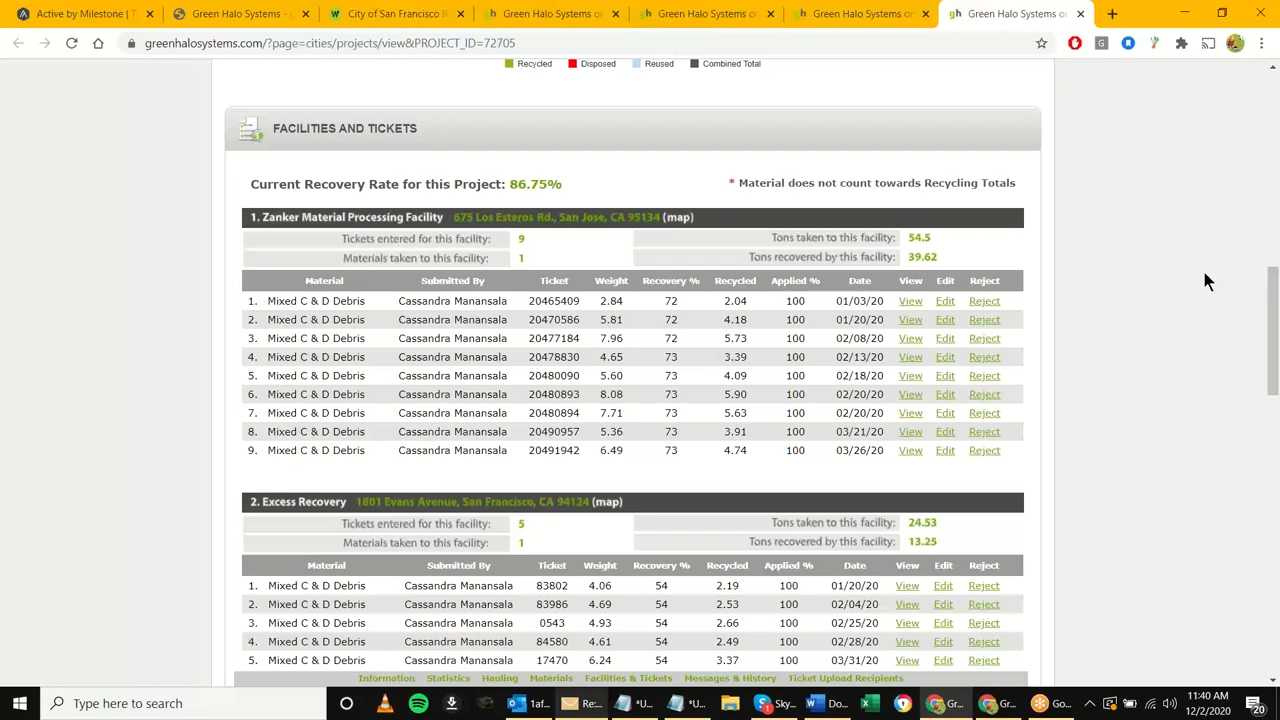 Active by Milestone | T
Green Halo Systems - g
City of San Francisco R
Green Halo Systems or
Green Halo Systems or
Green Halo Systems or
Green Halo Systems or
greenhalosystems.com/?page=cities/projects/view&PROJECT_ID=72705
Recycled Disposed Reused Combined Total
FACILITIES AND TICKETS
Current Recovery Rate for this Project: 86.75% * Material does not count towards Recycling Totals
1. Zanker Material Processing Facility 675 Los Esteros Rd., San Jose, CA 95134 (map)
Tickets entered for this facility: 9 Tons taken to this facility: 54.5
Materials taken to this facility: 1 Tons recovered by this facility: 39.62
Material Submitted By Ticket Weight Recovery % Recycled Applied % Date View Edit Reject
1. Mixed C & D Debris Cassandra Manansala 20465409 2.84 72 2.04 100 01/03/20 View Edit Reject
2. Mixed C & D Debris Cassandra Manansala 20470586 5.81 72 4.18 100 01/20/20 View Edit Reject
3. Mixed C & D Debris Cassandra Manansala 20477184 7.96 72 5.73 100 02/08/20 View Edit Reject
4. Mixed C & D Debris Cassandra Manansala 20478830 4.65 73 3.39 100 02/13/20 View Edit Reject
5. Mixed C & D Debris Cassandra Manansala 20480090 5.60 73 4.09 100 02/18/20 View Edit Reject
6. Mixed C & D Debris Cassandra Manansala 20480893 8.08 73 5.90 100 02/20/20 View Edit Reject
7. Mixed C & D Debris Cassandra Manansala 20480894 7.71 73 5.63 100 02/20/20 View Edit Reject
8. Mixed C & D Debris Cassandra Manansala 20490957 5.36 73 3.91 100 03/21/20 View Edit Reject
9. Mixed C & D Debris Cassandra Manansala 20491942 6.49 73 4.74 100 03/26/20 View Edit Reject
2. Excess Recovery 1801 Evans Avenue, San Francisco, CA 94124 (map)
Tickets entered for this facility: 5 Tons taken to this facility: 24.53
Materials taken to this facility: 1 Tons recovered by this facility: 13.25
Material Submitted By Ticket Weight Recovery % Recycled Applied % Date View Edit Reject
1. Mixed C & D Debris Cassandra Manansala 83802 4.06 54 2.19 100 01/20/20 View Edit Reject
2. Mixed C & D Debris Cassandra Manansala 83986 4.69 54 2.53 100 02/04/20 View Edit Reject
3. Mixed C & D Debris Cassandra Manansala 0543 4.93 54 2.66 100 02/25/20 View Edit Reject
4. Mixed C & D Debris Cassandra Manansala 84580 4.61 54 2.49 100 02/28/20 View Edit Reject
5. Mixed C & D Debris Cassandra Manansala 17470 6.24 54 3.37 100 03/31/20 View Edit Reject
Information Statistics Hauling Materials Facilities & Tickets Messages & History Ticket Upload Recipients
Type here to search
1af...
Re:...
*U...
*U...
Sky...
Do...
Gr...
Gr...
Go...
11:40 AM
12/2/2020
20